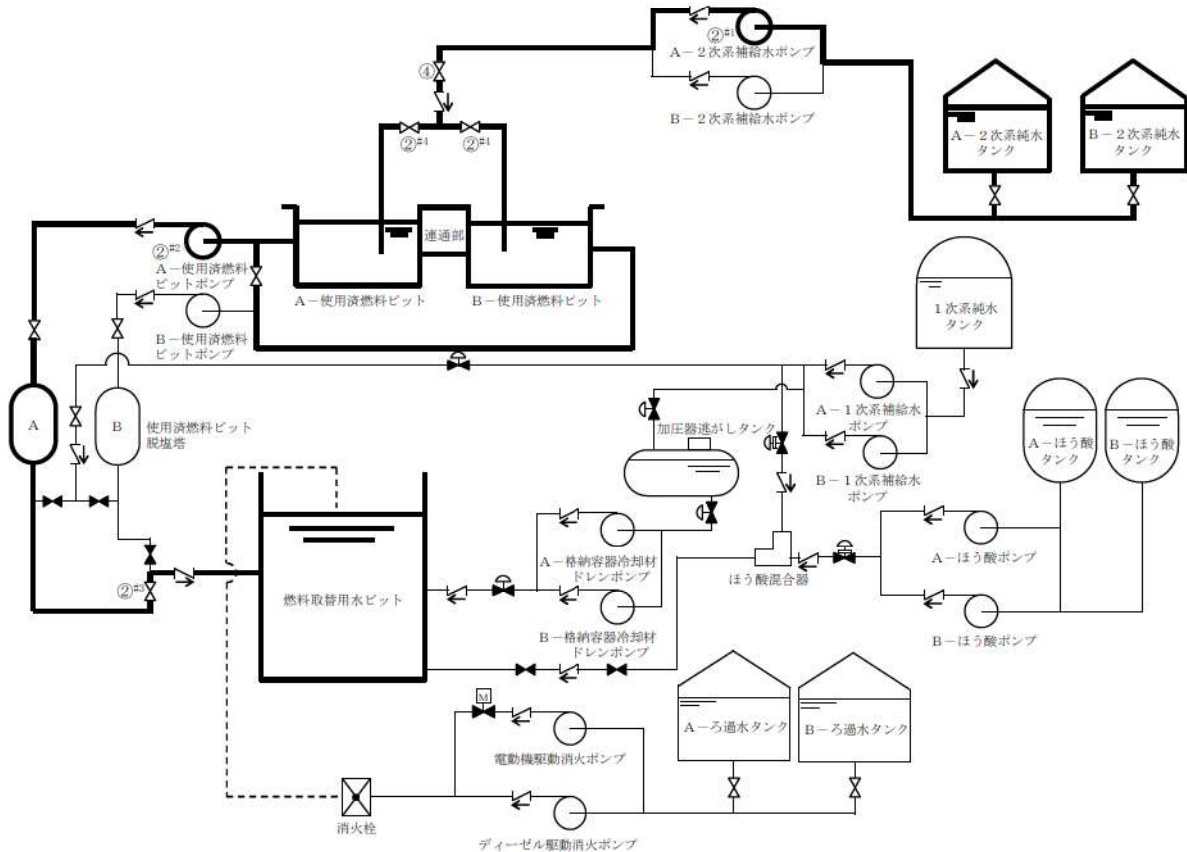 ②#1
A－2次系補給水ポンプ
④
B－2次系補給水ポンプ
②#4
②#4
A－2次系純水
タンク
B－2次系純水
タンク
連通部
②#2
A－使用済燃料
ピットポンプ
A－使用済燃料ピット
B－使用済燃料ピット
1次系純水
タンク
B－使用済燃料
ピットポンプ
A
B
使用済燃料ピット
脱塩塔
加圧器逃がしタンク
A－1次系補給水
ポンプ
B－1次系補給水
ポンプ
A－ほう酸
タンク
B－ほう酸
タンク
A－格納容器冷却材
ドレンポンプ
ほう酸混合器
A－ほう酸ポンプ
②#3
燃料取替用水ピット
B－格納容器冷却材
ドレンポンプ
B－ほう酸ポンプ
M
A－ろ過水タンク
B－ろ過水タンク
電動機駆動消火ポンプ
消火栓
ディーゼル駆動消火ポンプ